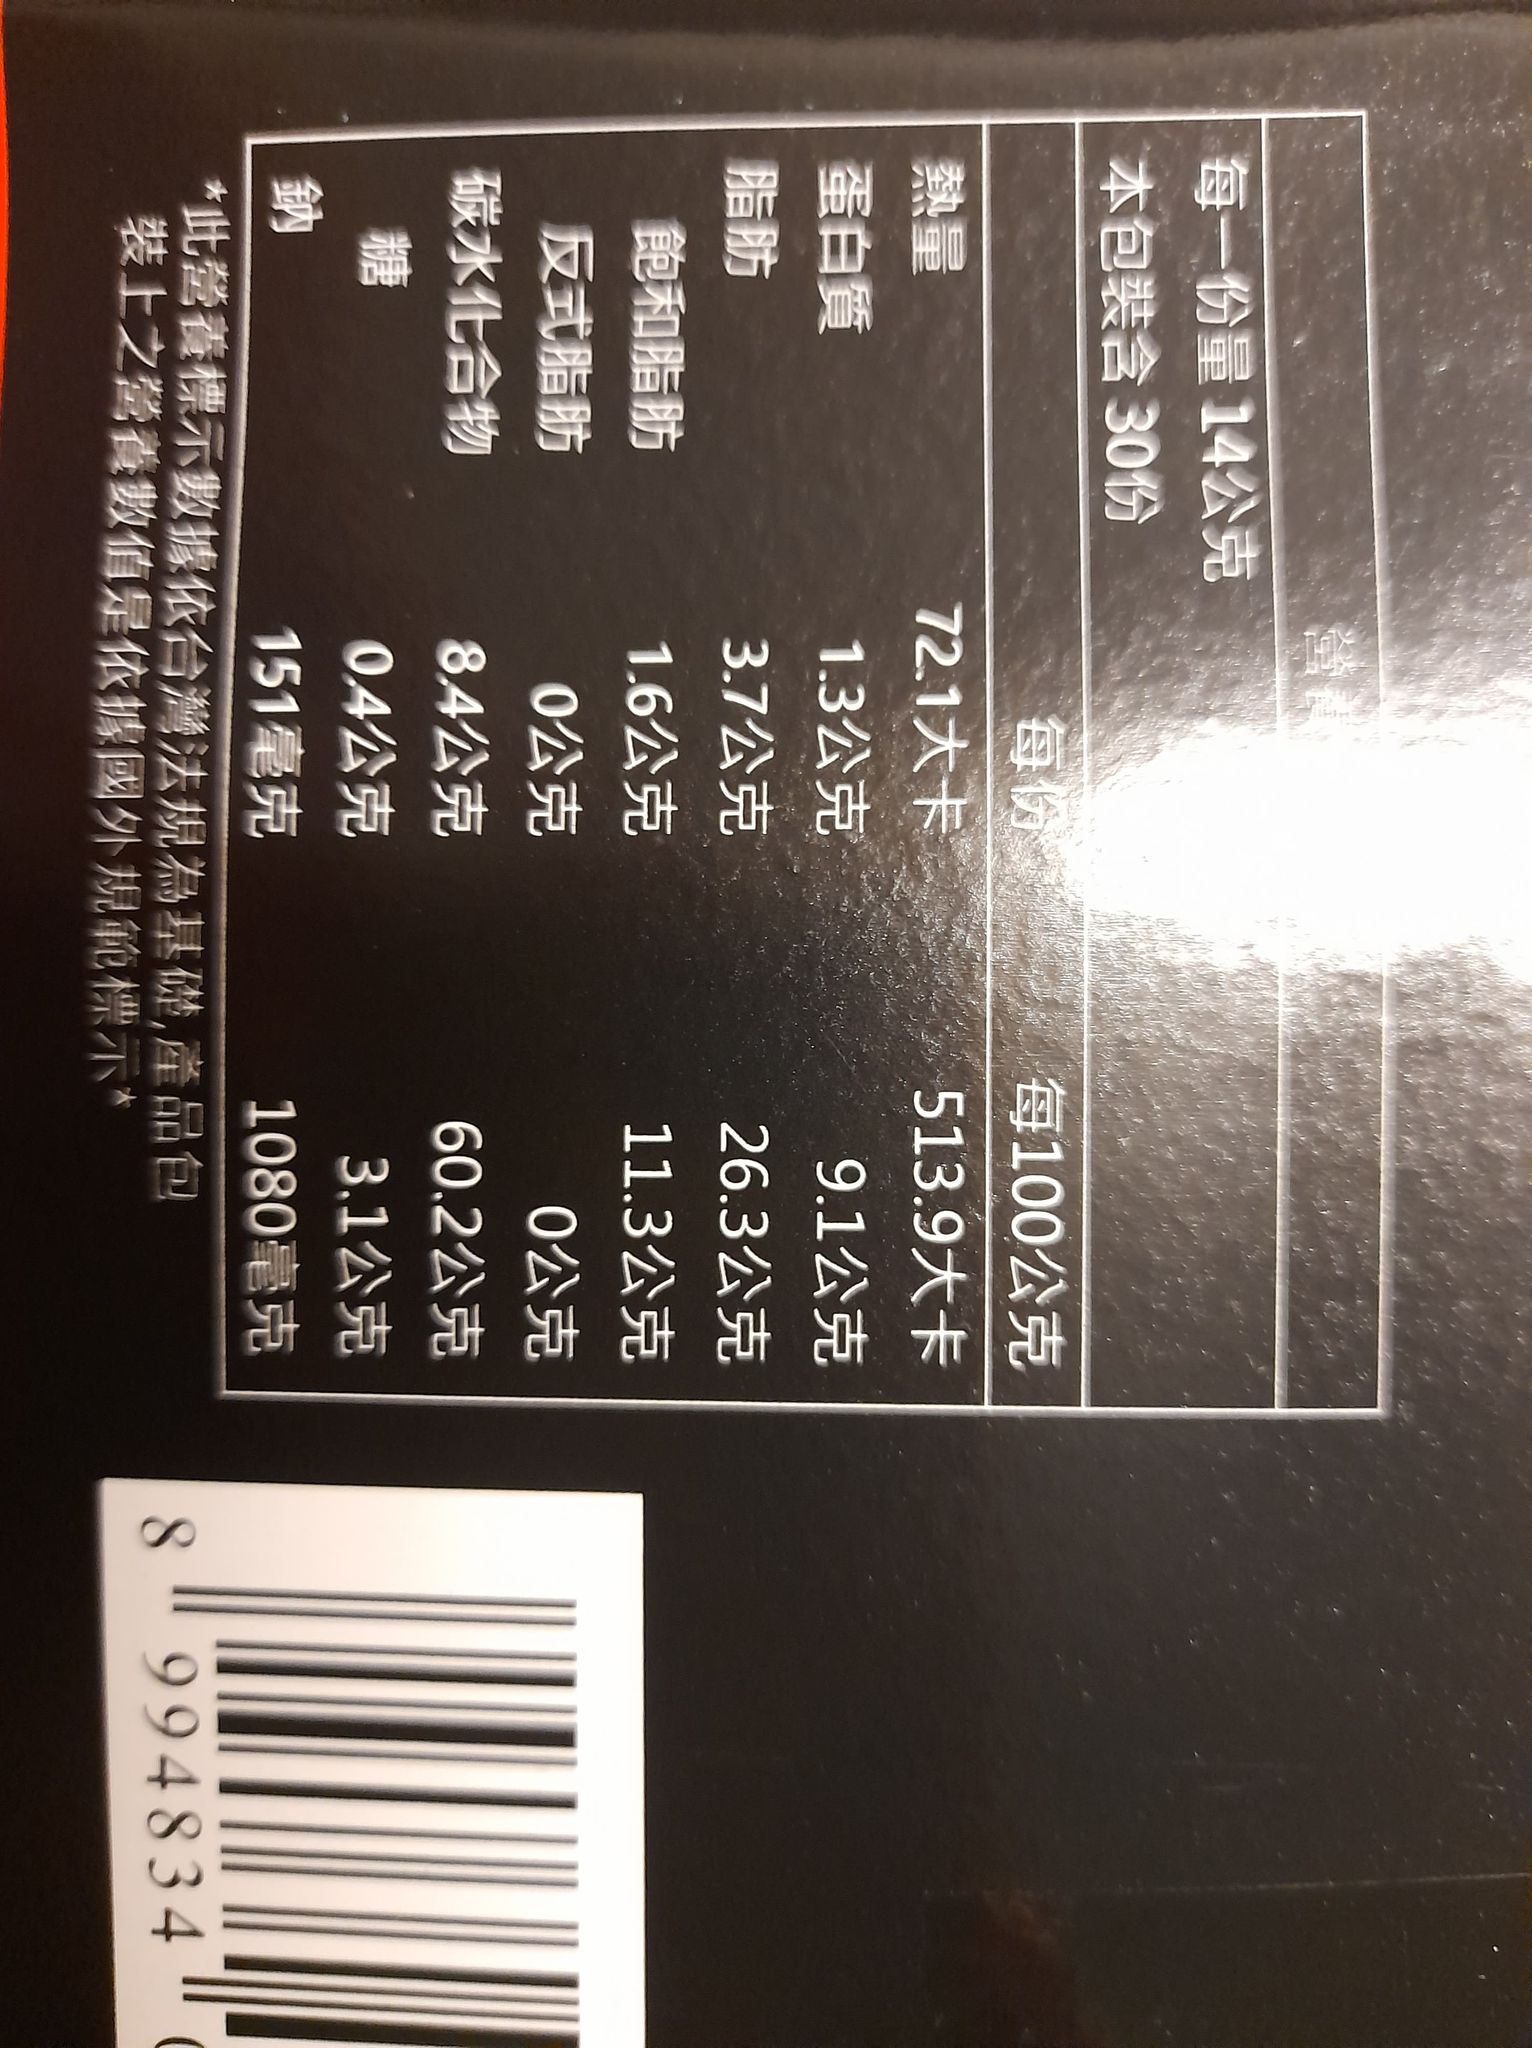 營養
每一份量 14公克
本包裝含 30份
每份 每100公克
熱量 72.1大卡 513.9大卡
蛋白質 1.3公克 9.1公克
脂肪 3.7公克 26.3公克
飽和脂肪 1.6公克 11.3公克
反式脂肪 0公克 0公克
碳水化合物 8.4公克 60.2公克
糖 0.4公克 3.1公克
鈉 151毫克 1080毫克
*此營養標示數據依台灣法規為基礎,產品包
裝上之營養數值是依據國外規範標示*
8 994834